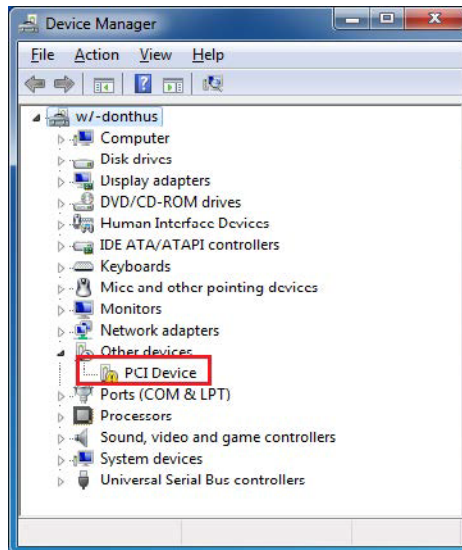 Device Manager
File Action View Help
w7-donthus
Computer
Disk drives
Display adapters
DVD/CD-ROM drives
Human Interface Devices
IDE ATA/ATAPI controllers
Keyboards
Mice and other pointing devices
Monitors
Network adapters
Other devices
PCI Device
Ports (COM & LPT)
Processors
Sound, video and game controllers
System devices
Universal Serial Bus controllers